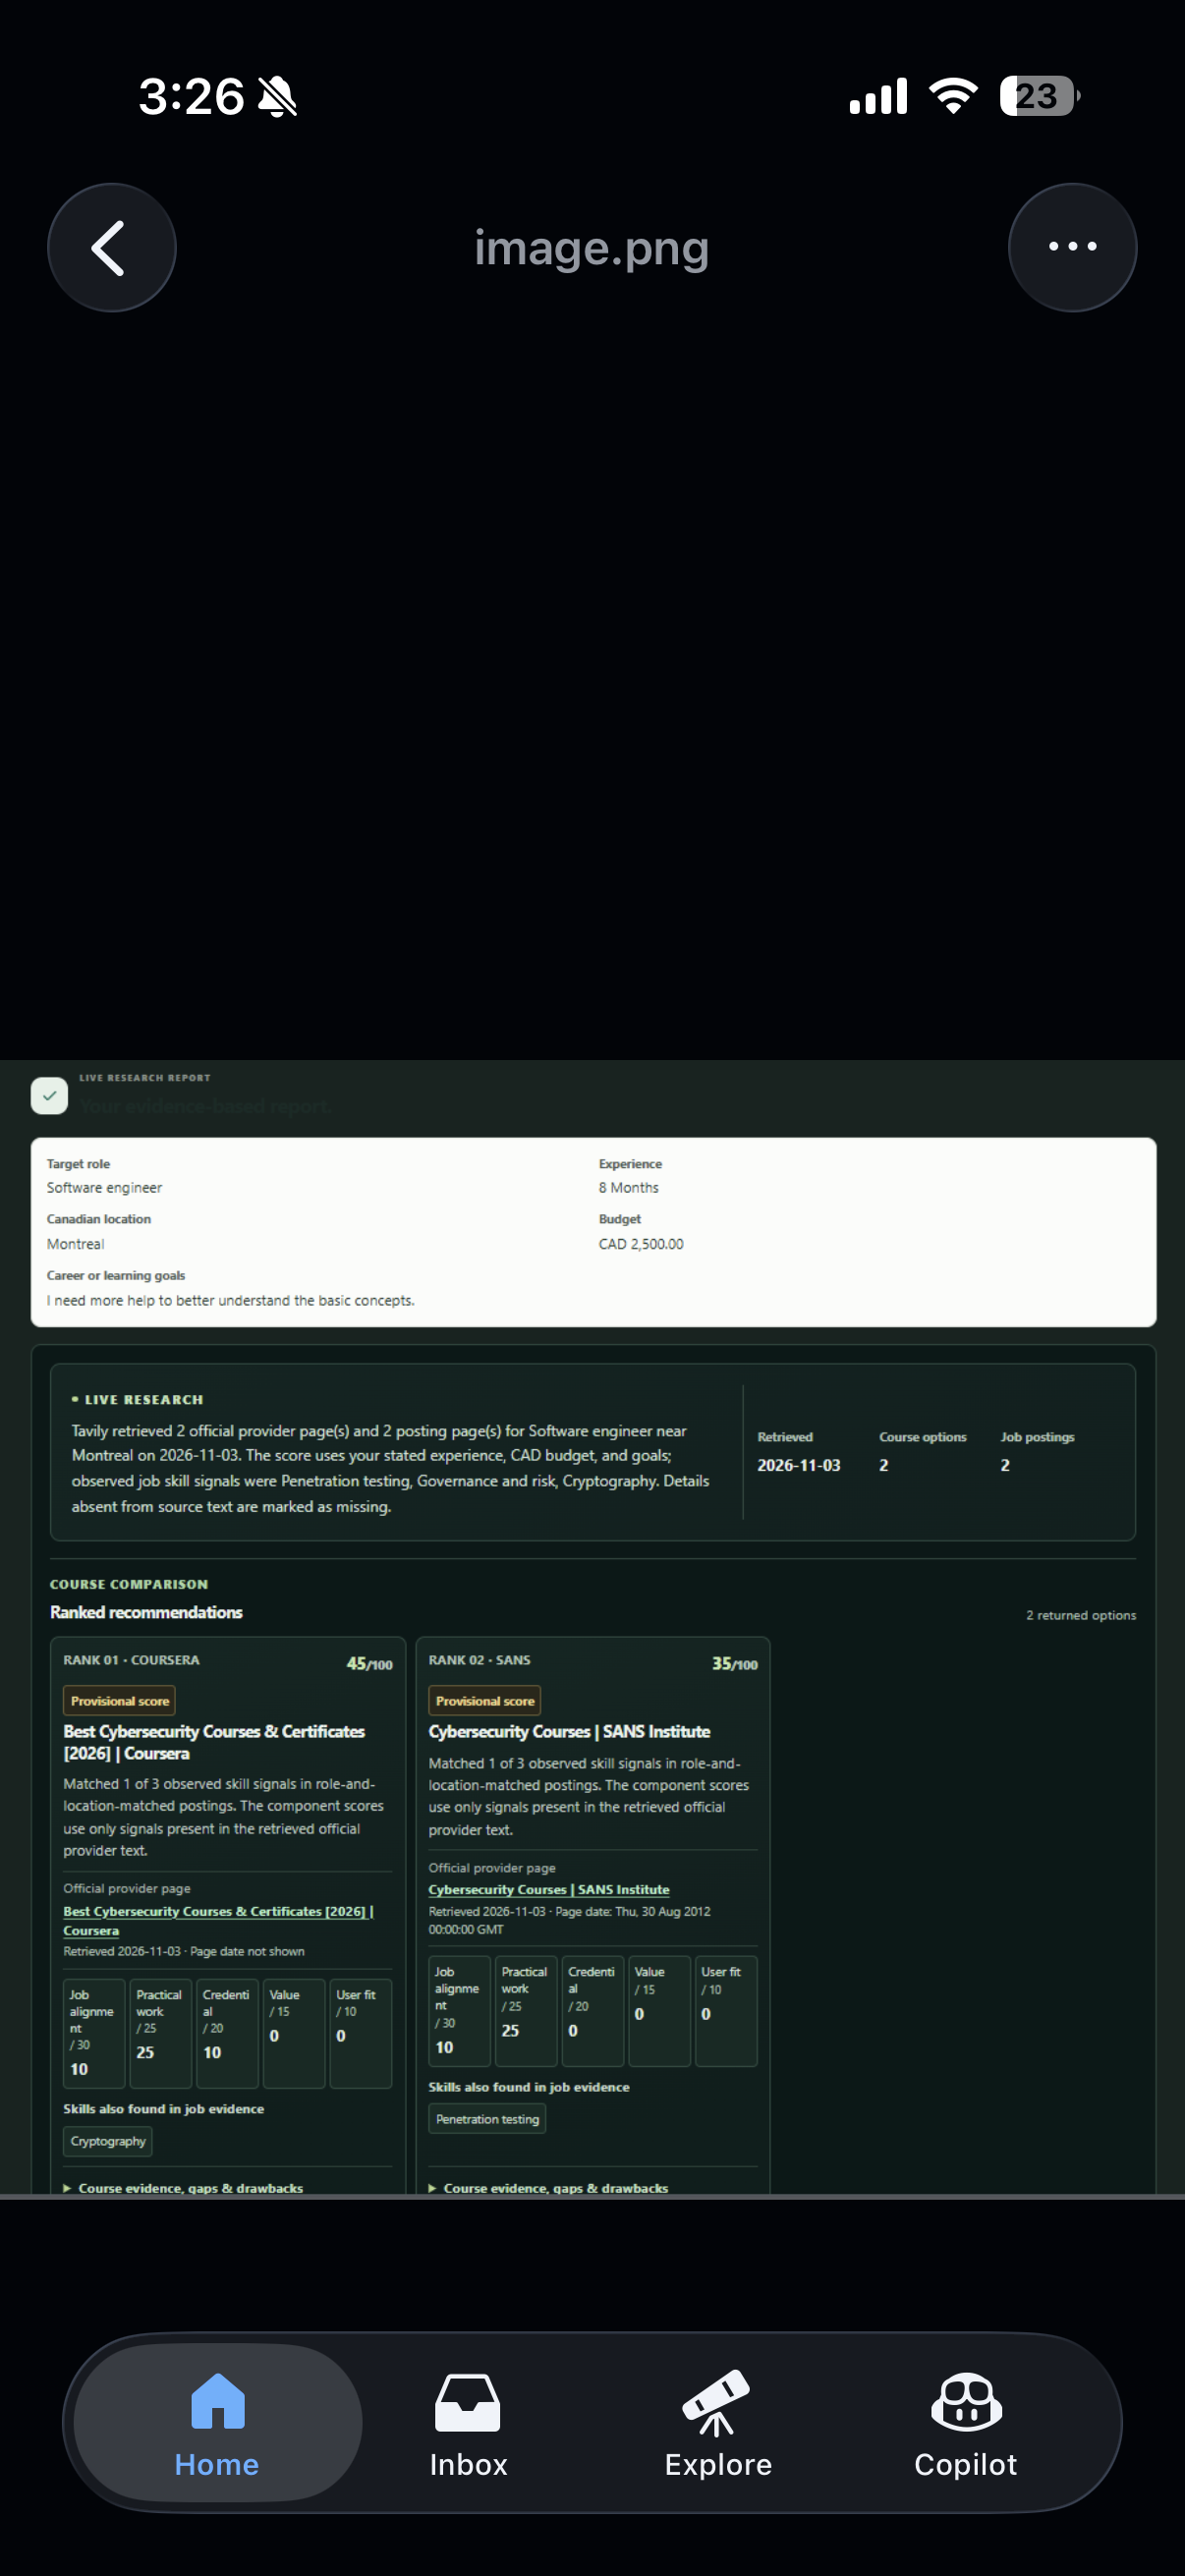 3:26
23
image.png
LIVE RESEARCH REPORT
Your evidence-based report.
Target role
Software engineer
Experience
8 Months
Canadian location
Montreal
Budget
CAD 2,500.00
Career or learning goals
I need more help to better understand the basic concepts.
• LIVE RESEARCH
Tavily retrieved 2 official provider page(s) and 2 posting page(s) for Software engineer near
Montreal on 2026-11-03. The score uses your stated experience, CAD budget, and goals;
observed job skill signals were Penetration testing, Governance and risk, Cryptography. Details
absent from source text are marked as missing.
Retrieved
2026-11-03
Course options
2
Job postings
2
COURSE COMPARISON
Ranked recommendations
2 returned options
RANK 01 • COURSERA
45/100
Provisional score
Best Cybersecurity Courses & Certificates
[2026] | Coursera
Matched 1 of 3 observed skill signals in role-and-
location-matched postings. The component scores
use only signals present in the retrieved official
provider text.
Official provider page
Best Cybersecurity Courses & Certificates [2026] |
Coursera
Retrieved 2026-11-03 · Page date not shown
Job
alignme
nt
/ 30
10
Practical
work
/ 25
25
Credenti
al
/ 20
10
Value
/ 15
0
User fit
/ 10
0
Skills also found in job evidence
Cryptography
▶ Course evidence, gaps & drawbacks
RANK 02 • SANS
35/100
Provisional score
Cybersecurity Courses | SANS Institute
Matched 1 of 3 observed skill signals in role-and-
location-matched postings. The component scores
use only signals present in the retrieved official
provider text.
Official provider page
Cybersecurity Courses | SANS Institute
Retrieved 2026-11-03 · Page date: Thu, 30 Aug 2012
00:00:00 GMT
Job
alignme
nt
/ 30
10
Practical
work
/ 25
25
Credenti
al
/ 20
0
Value
/ 15
0
User fit
/ 10
0
Skills also found in job evidence
Penetration testing
▶ Course evidence, gaps & drawbacks
Home
Inbox
Explore
Copilot